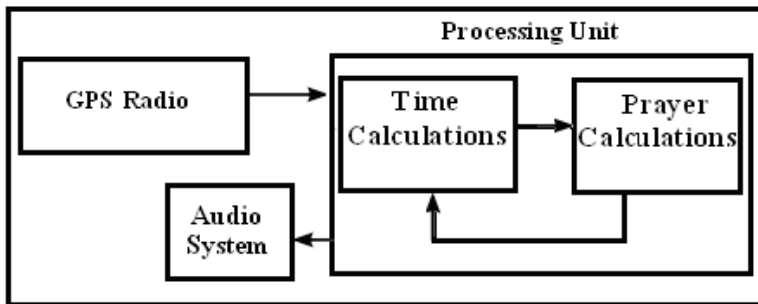 Processing Unit
GPS Radio
Time
Calculations
Prayer
Calculations
Audio
System